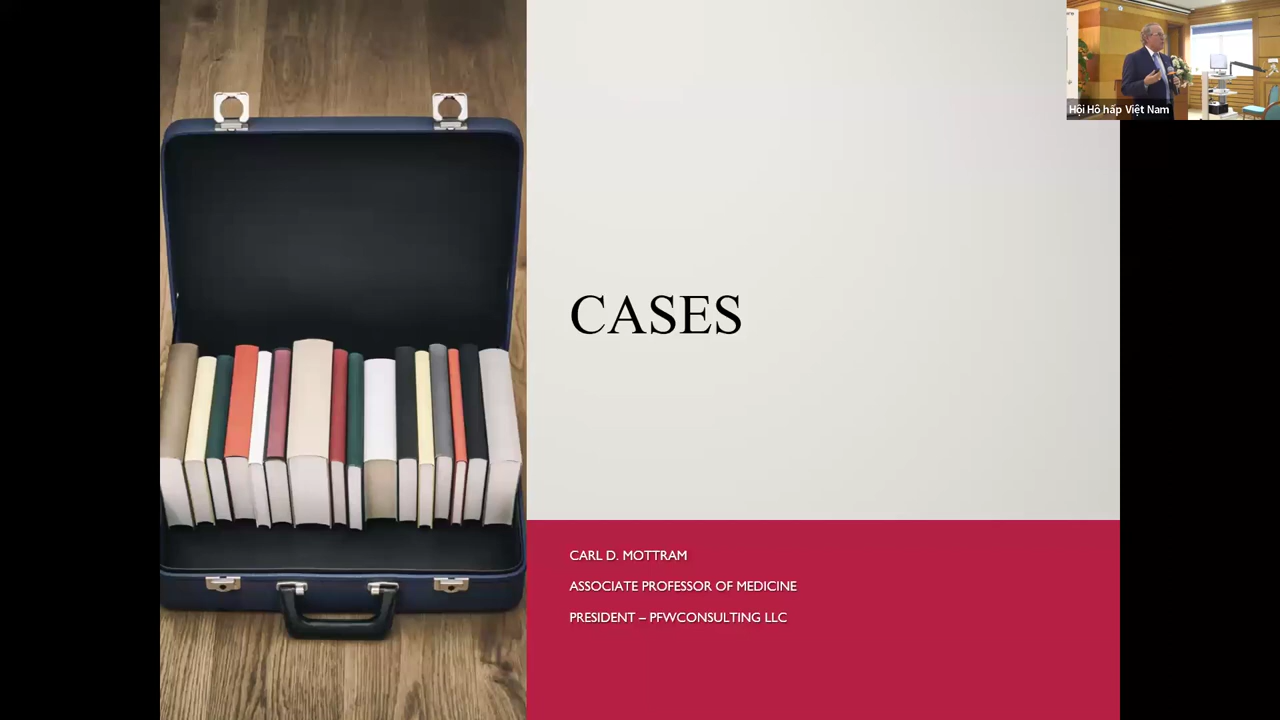 Hội Hô hấp Việt Nam
CASES
CARL D. MOTTRAM
ASSOCIATE PROFESSOR OF MEDICINE
PRESIDENT – PFWCONSULTING LLC